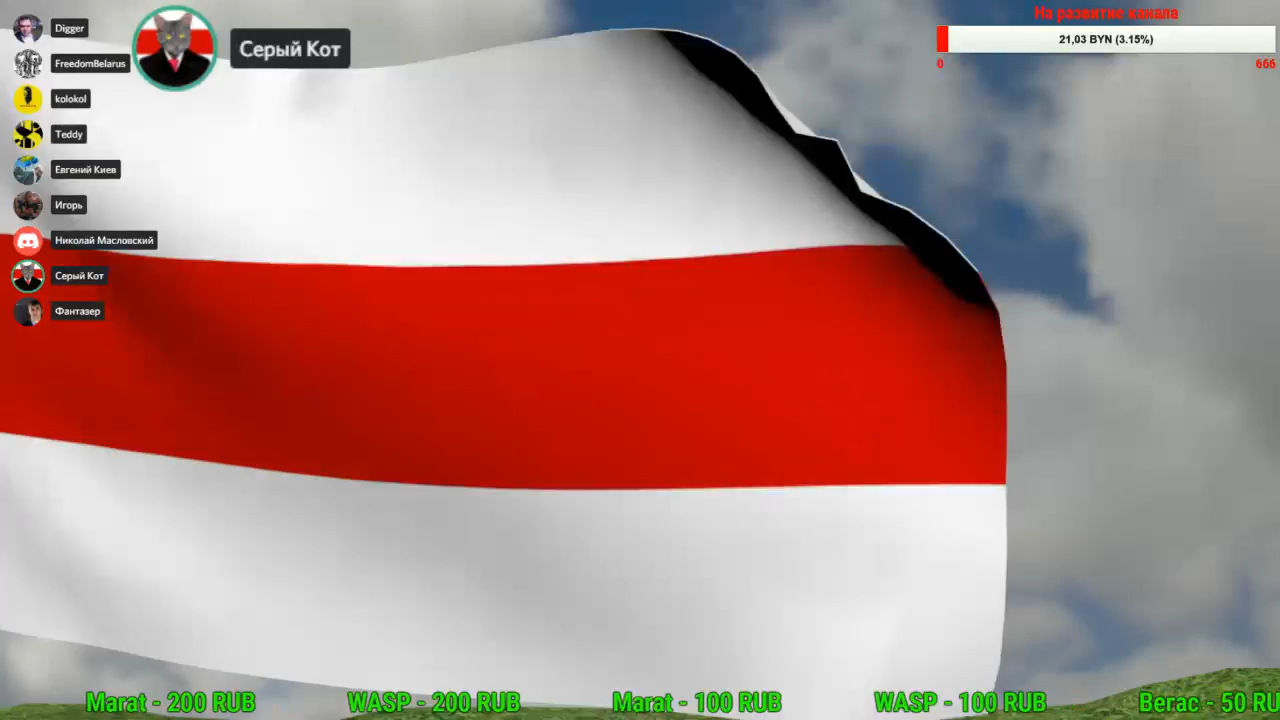 Digger
FreedomBelarus
kolokol
Teddy
Евгений Киев
Игорь
Николай Масловский
Серый Кот
Фантазер
Серый Кот
На развитие канала
21,03 BYN (3.15%)
0 666
Marat - 200 RUB WASP - 200 RUB Marat - 100 RUB WASP - 100 RUB Вегас - 50 RU